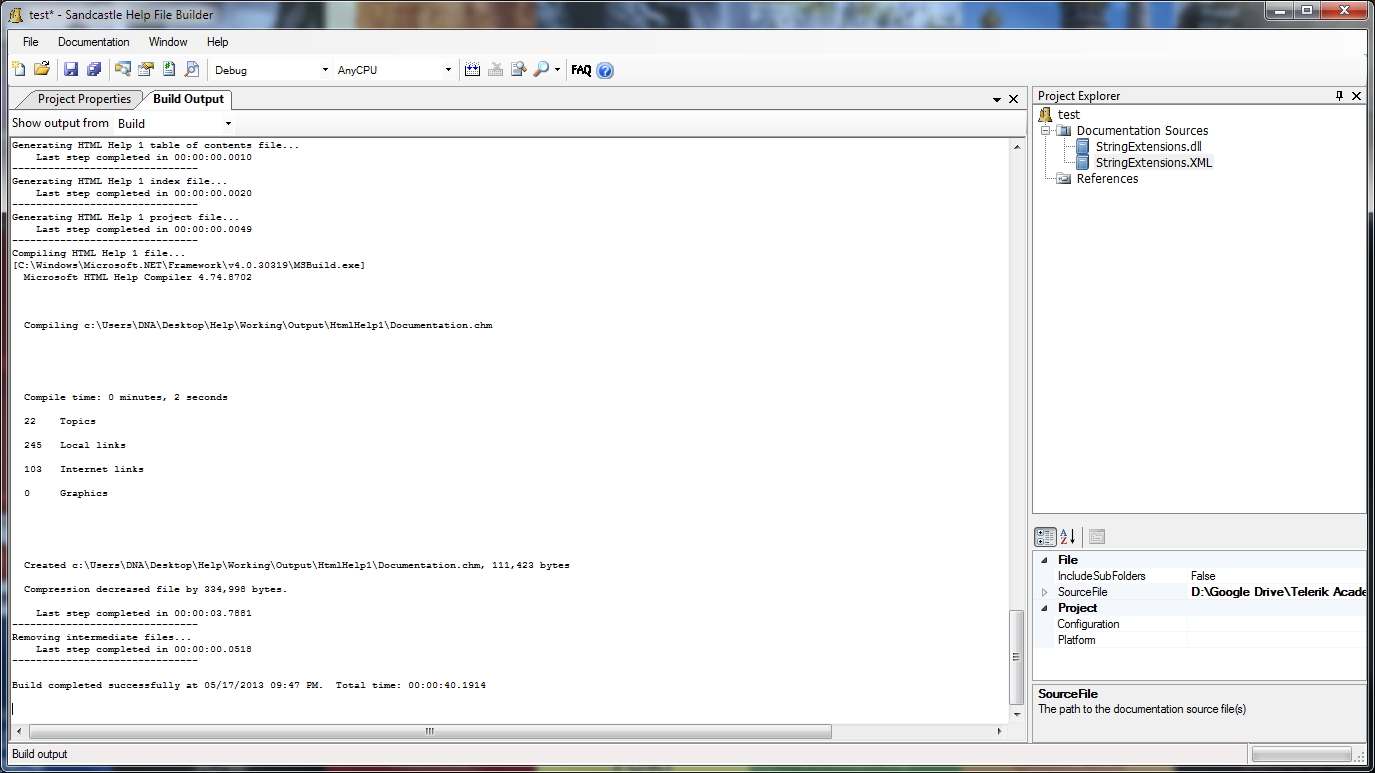 test* - Sandcastle Help File Builder
File Documentation Window Help
Debug AnyCPU FAQ
Project Properties Build Output
Show output from Build
Generating HTML Help 1 table of contents file...
Last step completed in 00:00:00.0010
--------------------------------
Generating HTML Help 1 index file...
Last step completed in 00:00:00.0020
--------------------------------
Generating HTML Help 1 project file...
Last step completed in 00:00:00.0049
--------------------------------
Compiling HTML Help 1 file...
[C:\Windows\Microsoft.NET\Framework\v4.0.30319\MSBuild.exe]
Microsoft HTML Help Compiler 4.74.8702
Compiling c:\Users\DNA\Desktop\Help\Working\Output\HtmlHelp1\Documentation.chm
Compile time: 0 minutes, 2 seconds
22 Topics
245 Local links
103 Internet links
0 Graphics
Created c:\Users\DNA\Desktop\Help\Working\Output\HtmlHelp1\Documentation.chm, 111,423 bytes
Compression decreased file by 334,998 bytes.
Last step completed in 00:00:03.7881
--------------------------------
Removing intermediate files...
Last step completed in 00:00:00.0518
--------------------------------
Build completed successfully at 05/17/2013 09:47 PM. Total time: 00:00:40.1914
Build output
Project Explorer
test
Documentation Sources
StringExtensions.dll
StringExtensions.XML
References
File
IncludeSubFolders False
SourceFile D:\Google Drive\Telerik Acade
Project
Configuration
Platform
SourceFile
The path to the documentation source file(s)